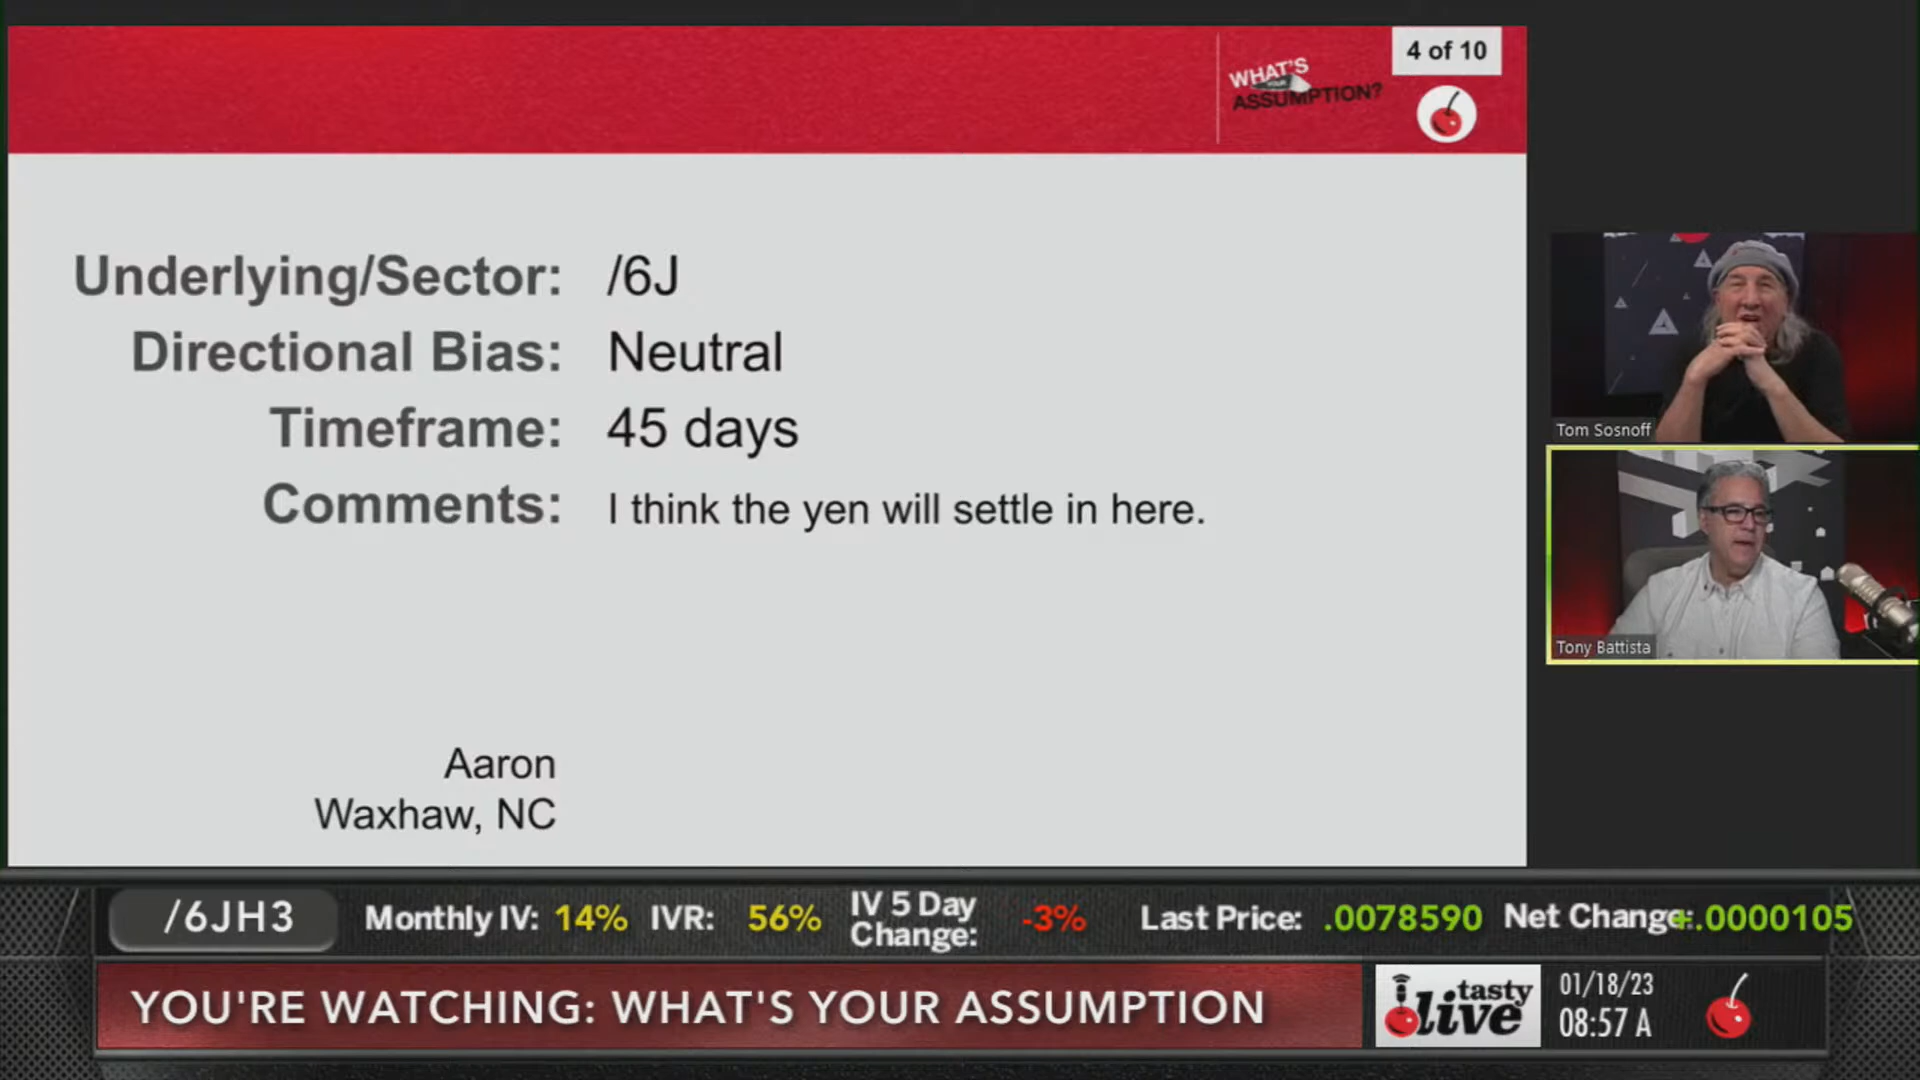 WHAT'S
YOUR
ASSUMPTION?
4 of 10
Underlying/Sector: /6J
Directional Bias: Neutral
Timeframe: 45 days
Comments: I think the yen will settle in here.
Aaron
Waxhaw, NC
Tom Sosnoff
Tony Battista
/6JH3 Monthly IV: 14% IVR: 56% IV 5 Day Change: -3% Last Price: .0078590 Net Change: +.0000105
YOU'RE WATCHING: WHAT'S YOUR ASSUMPTION
tasty
live
01/18/23
08:57 A